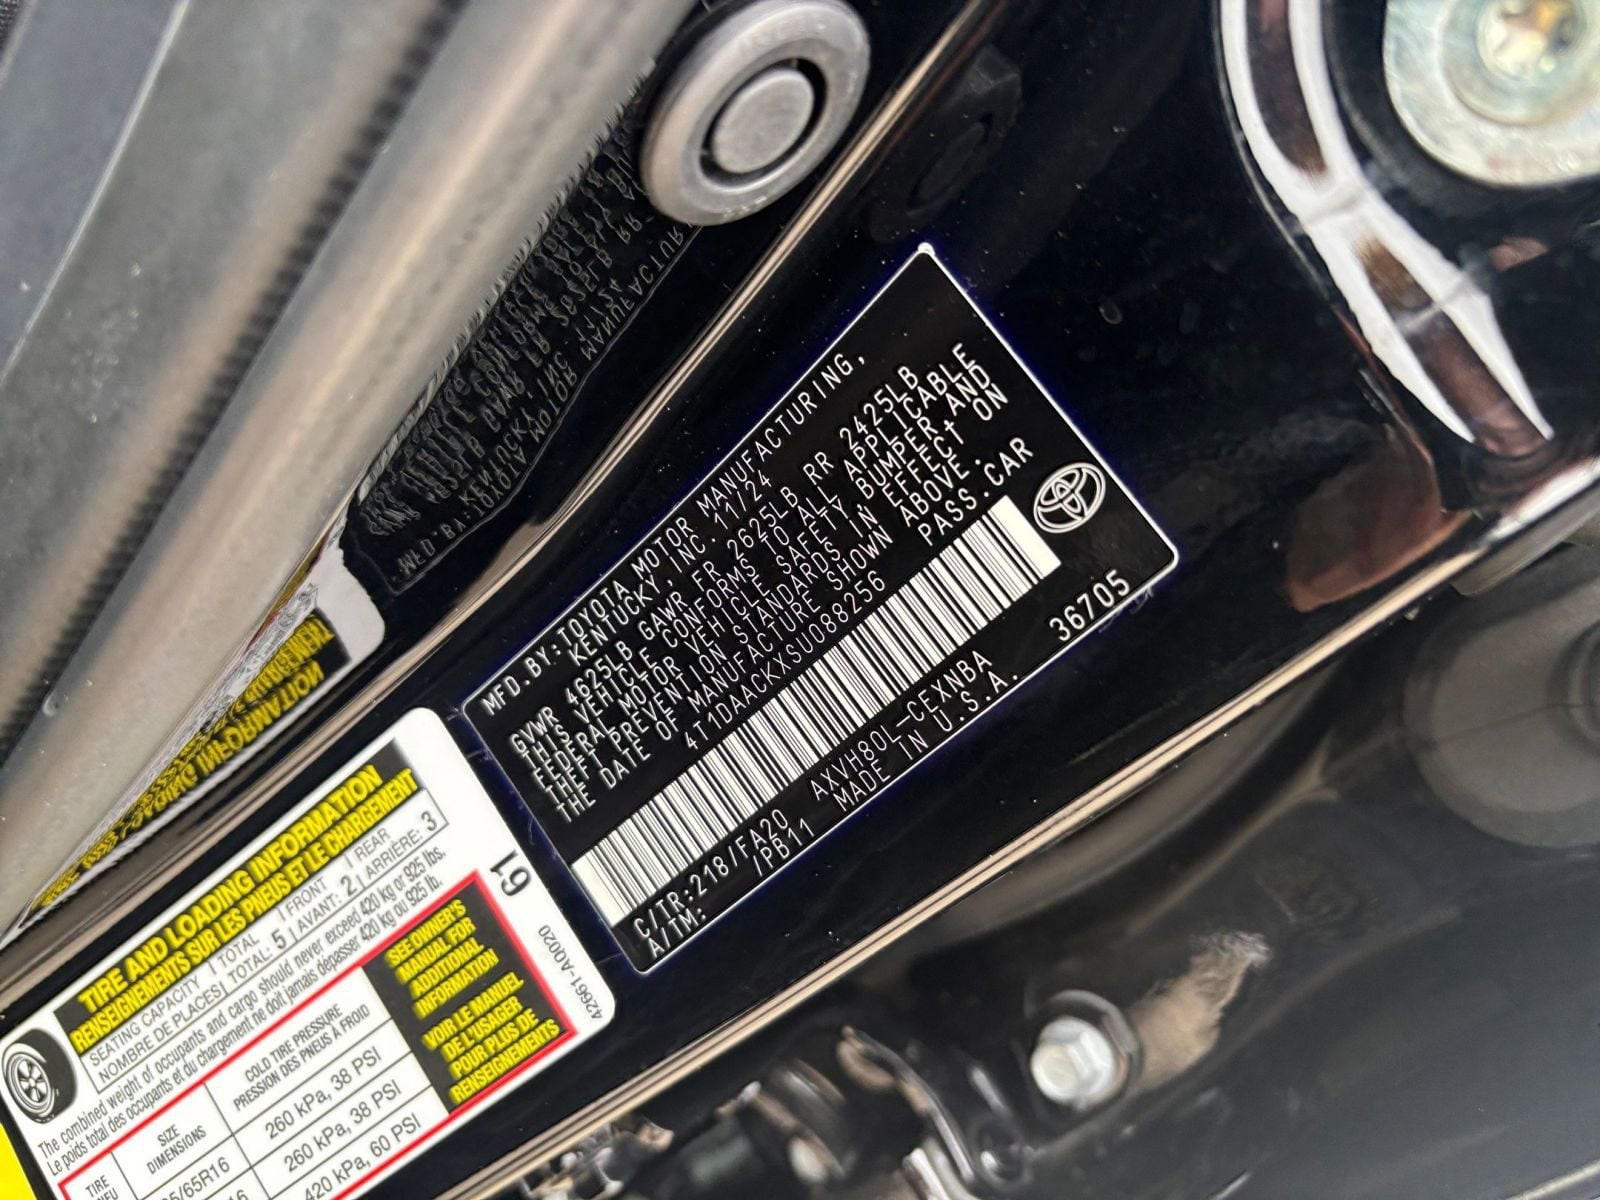 MFD.BY:TOYOTA MOTOR MANUFACTURING,
KENTUCKY, INC. 11/24
GVWR 4625LB GAWR FR 2625LB RR 2425LB
THIS VEHICLE CONFORMS TO ALL APPLICABLE
FEDERAL MOTOR VEHICLE SAFETY, BUMPER, AND
THEFT PREVENTION STANDARDS IN EFFECT ON
THE DATE OF MANUFACTURE SHOWN ABOVE.
4T1DAACKXSU088256 PASS.CAR
C/TR:218/FA20 AXVH80L-CEXNBA
A/TM: /PB11 MADE IN U.S.A.
36705
TIRE AND LOADING INFORMATION
RENSEIGNEMENTS SUR LES PNEUS ET LE CHARGEMENT
SEATING CAPACITY | TOTAL | FRONT | REAR
NOMBRE DE PLACES | TOTAL: 5 | AVANT: 2 | ARRIÈRE: 3
The combined weight of occupants and cargo should never exceed 420 kg or 925 lbs.
Le poids total des occupants et du chargement ne doit jamais dépasser 420 kg ou 925 lb.
TIRE
SIZE
DIMENSIONS
COLD TIRE PRESSURE
PRESSION DES PNEUS À FROID
5/65R16
260 kPa, 38 PSI
16
260 kPa, 38 PSI
420 kPa, 60 PSI
SEE OWNER'S
MANUAL FOR
ADDITIONAL
INFORMATION
VOIR LE MANUEL
DE L'USAGER
POUR PLUS DE
RENSEIGNEMENTS
61
42661-A0020